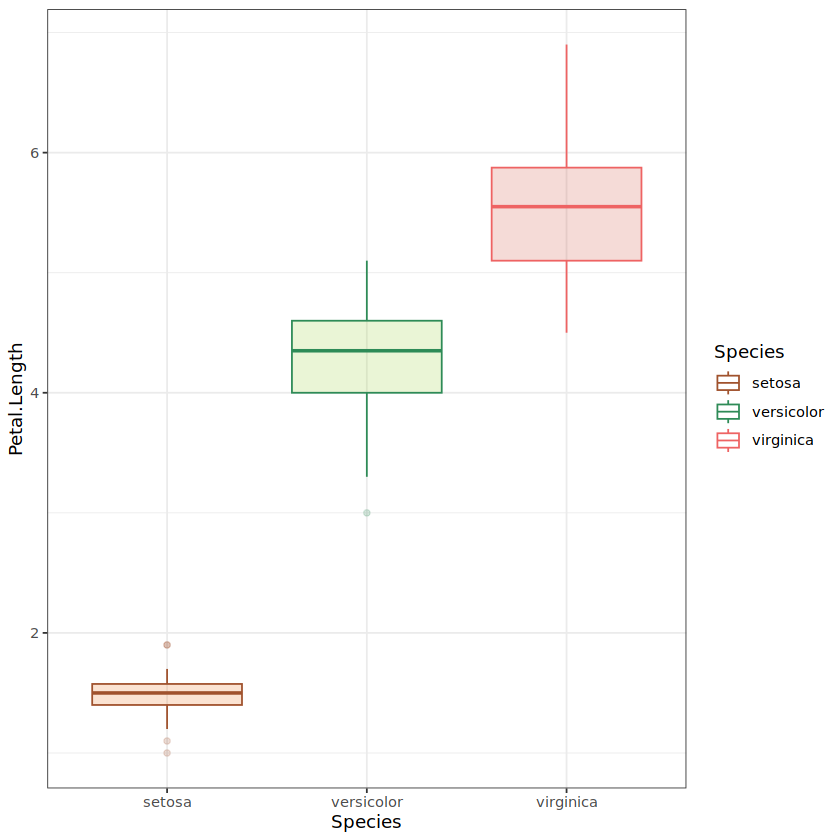 Petal.Length
6
4
2
setosa
versicolor
virginica
Species
Species
setosa
versicolor
virginica